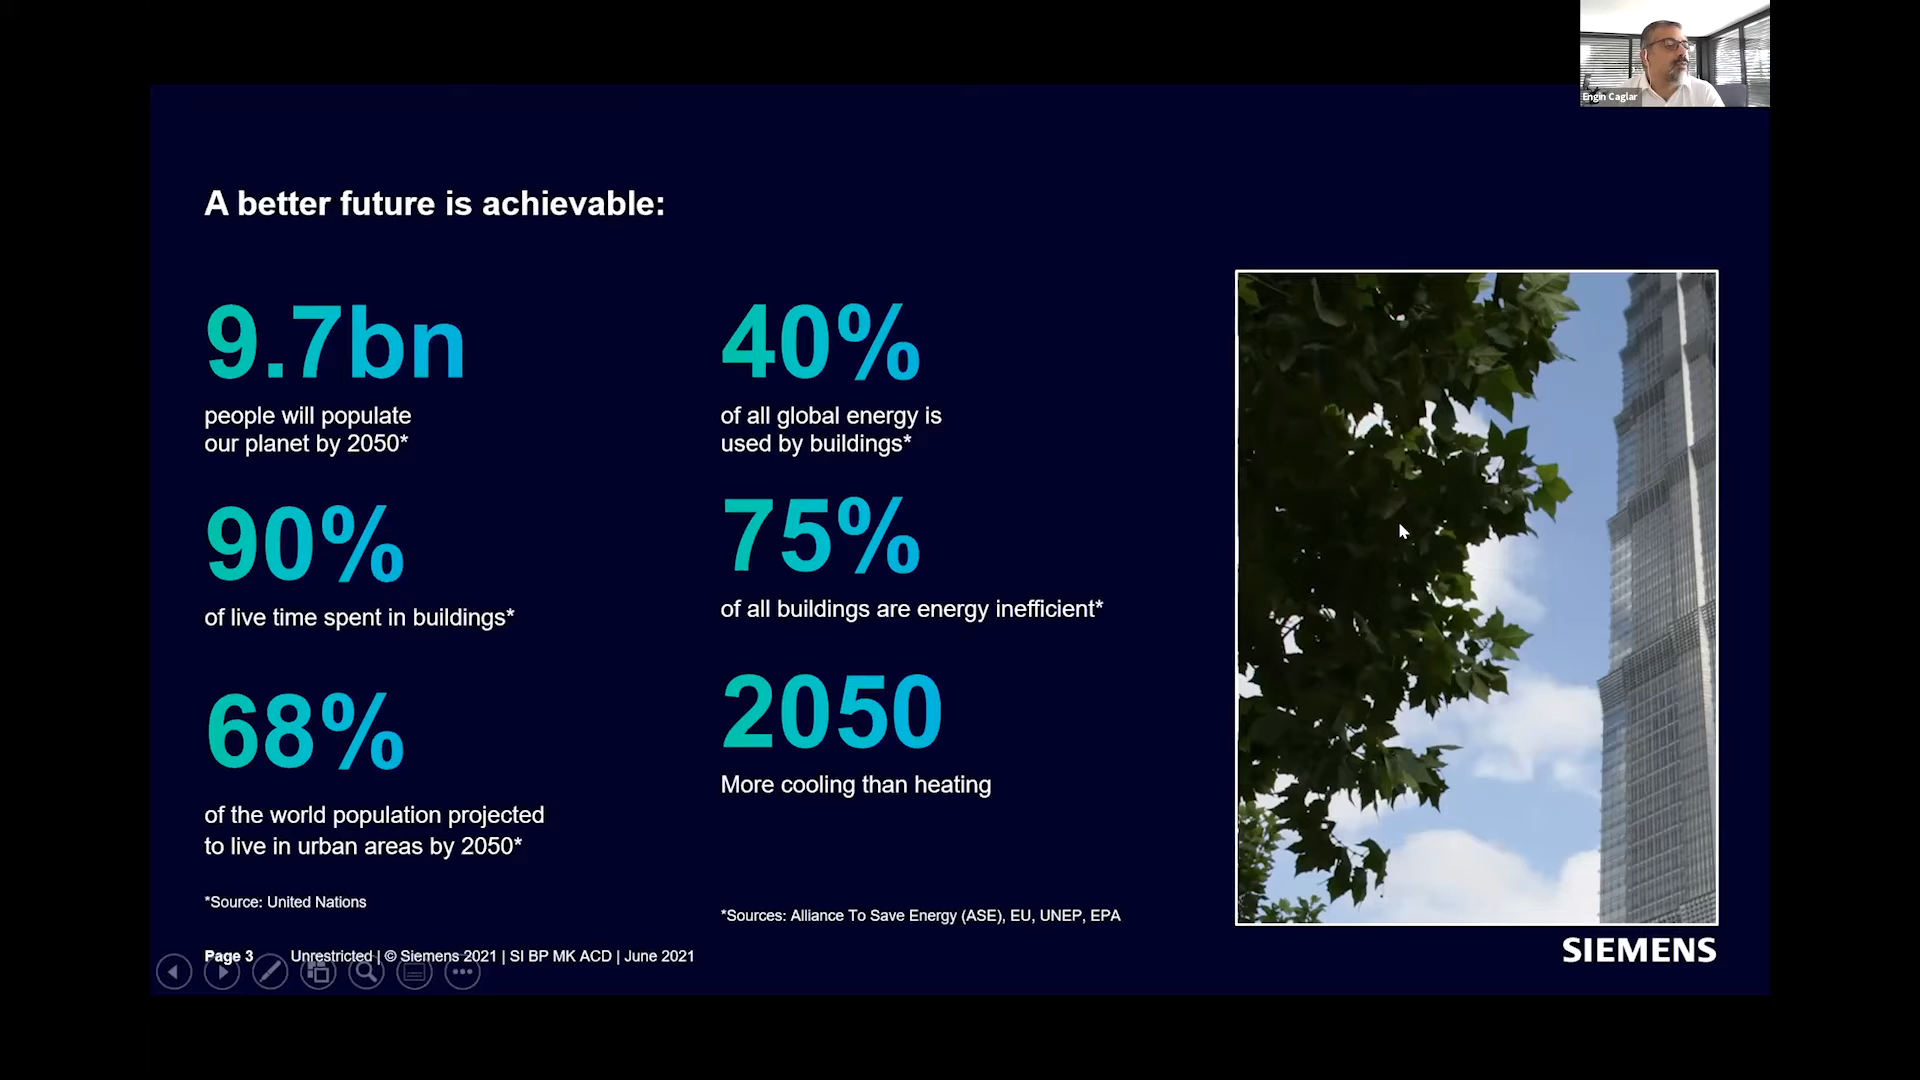 Engin Caglar
A better future is achievable:
9.7bn
people will populate
our planet by 2050*
90%
of live time spent in buildings*
68%
of the world population projected
to live in urban areas by 2050*
*Source: United Nations
40%
of all global energy is
used by buildings*
75%
of all buildings are energy inefficient*
2050
More cooling than heating
*Sources: Alliance To Save Energy (ASE), EU, UNEP, EPA
Page 3 Unrestricted | © Siemens 2021 | SI BP MK ACD | June 2021
SIEMENS